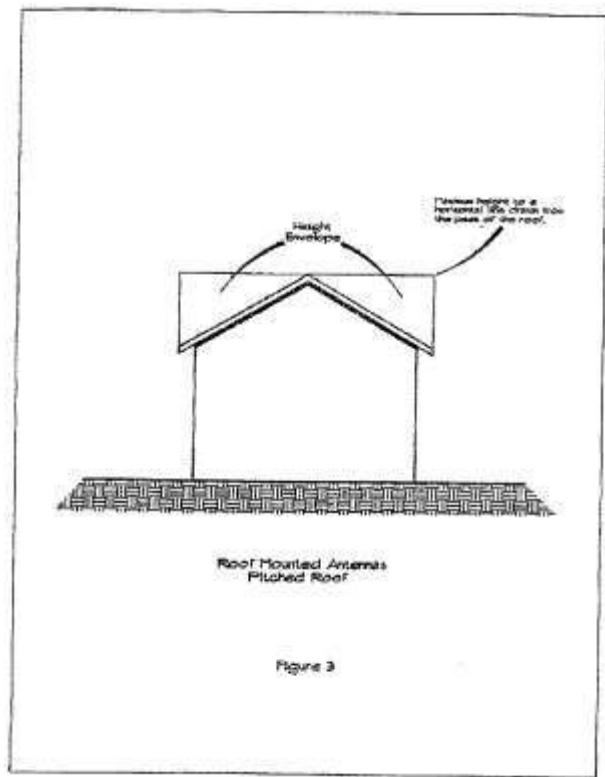 height to a
horizontal line drawn from
the peak of the roof.
Height
Envelope
Roof Mounted Antennas
Pitched Roof
Figure 3